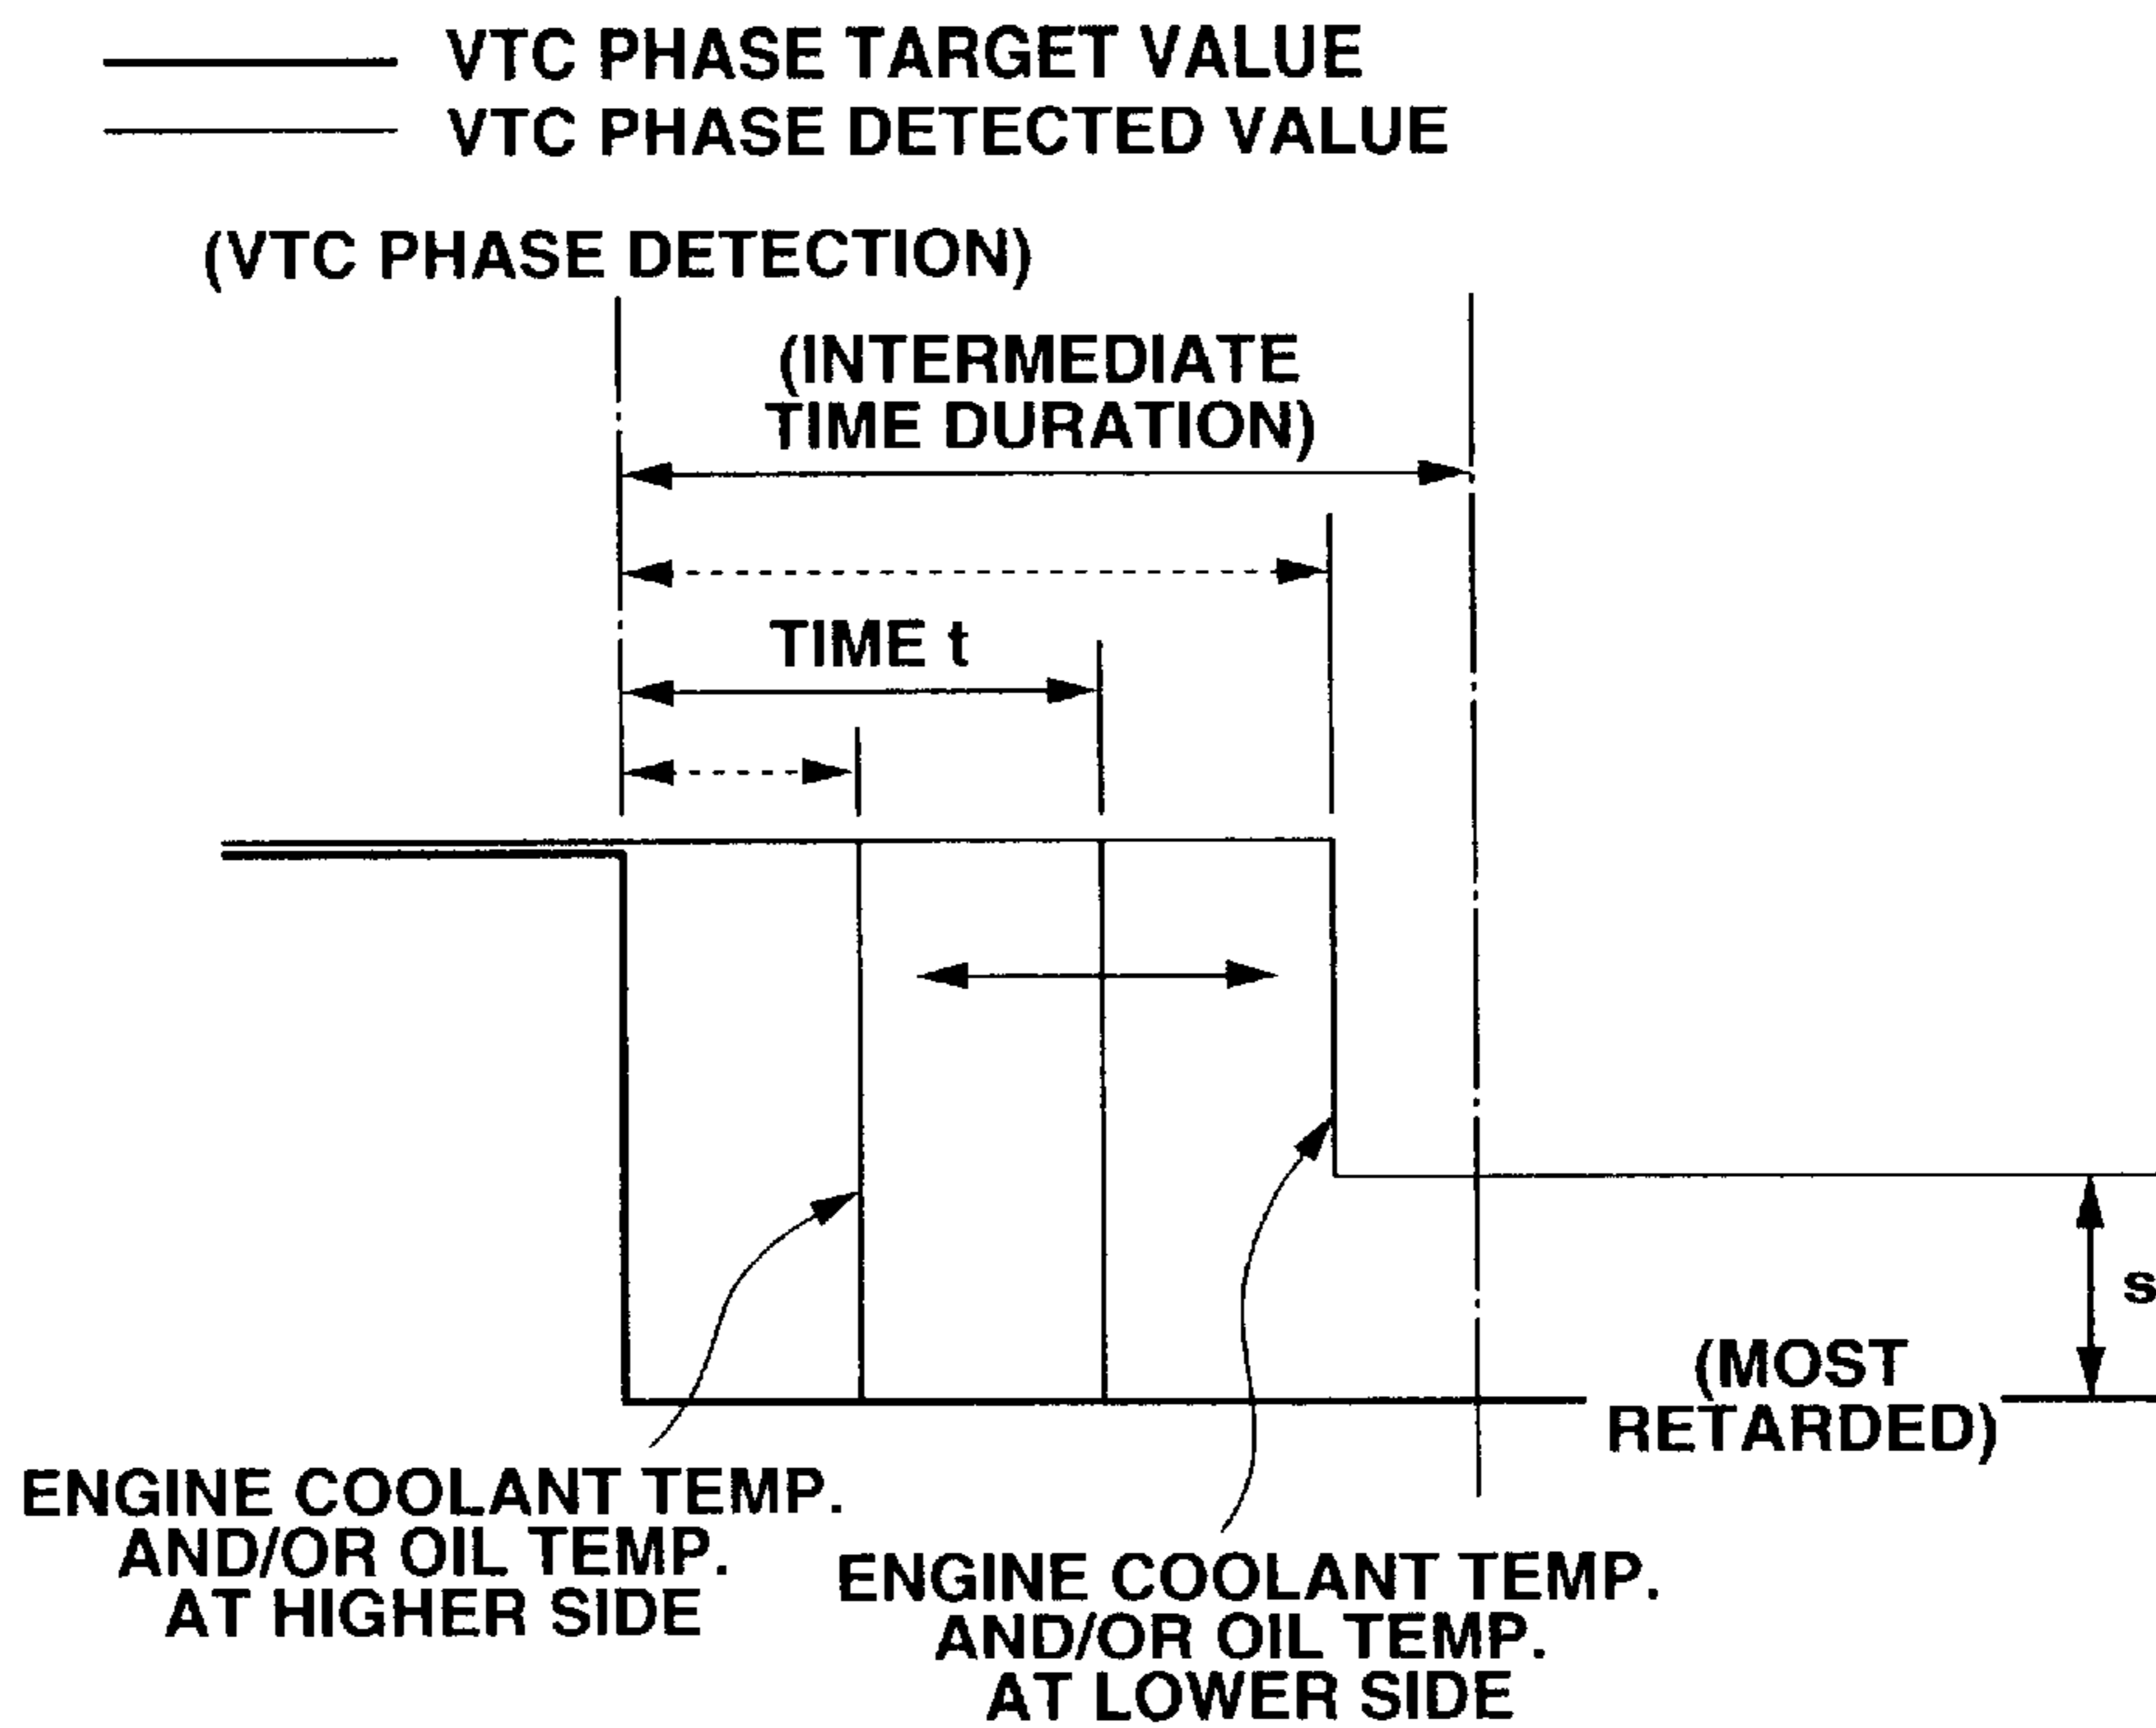 VTC PHASE TARGET VALUE
VTC PHASE DETECTED VALUE
(VTC PHASE DETECTION)
(INTERMEDIATE
TIME DURATION)
TIME t
s
(MOST
RETARDED)
ENGINE COOLANT TEMP.
AND/OR OIL TEMP.
AT HIGHER SIDE
ENGINE COOLANT TEMP.
AND/OR OIL TEMP.
AT LOWER SIDE